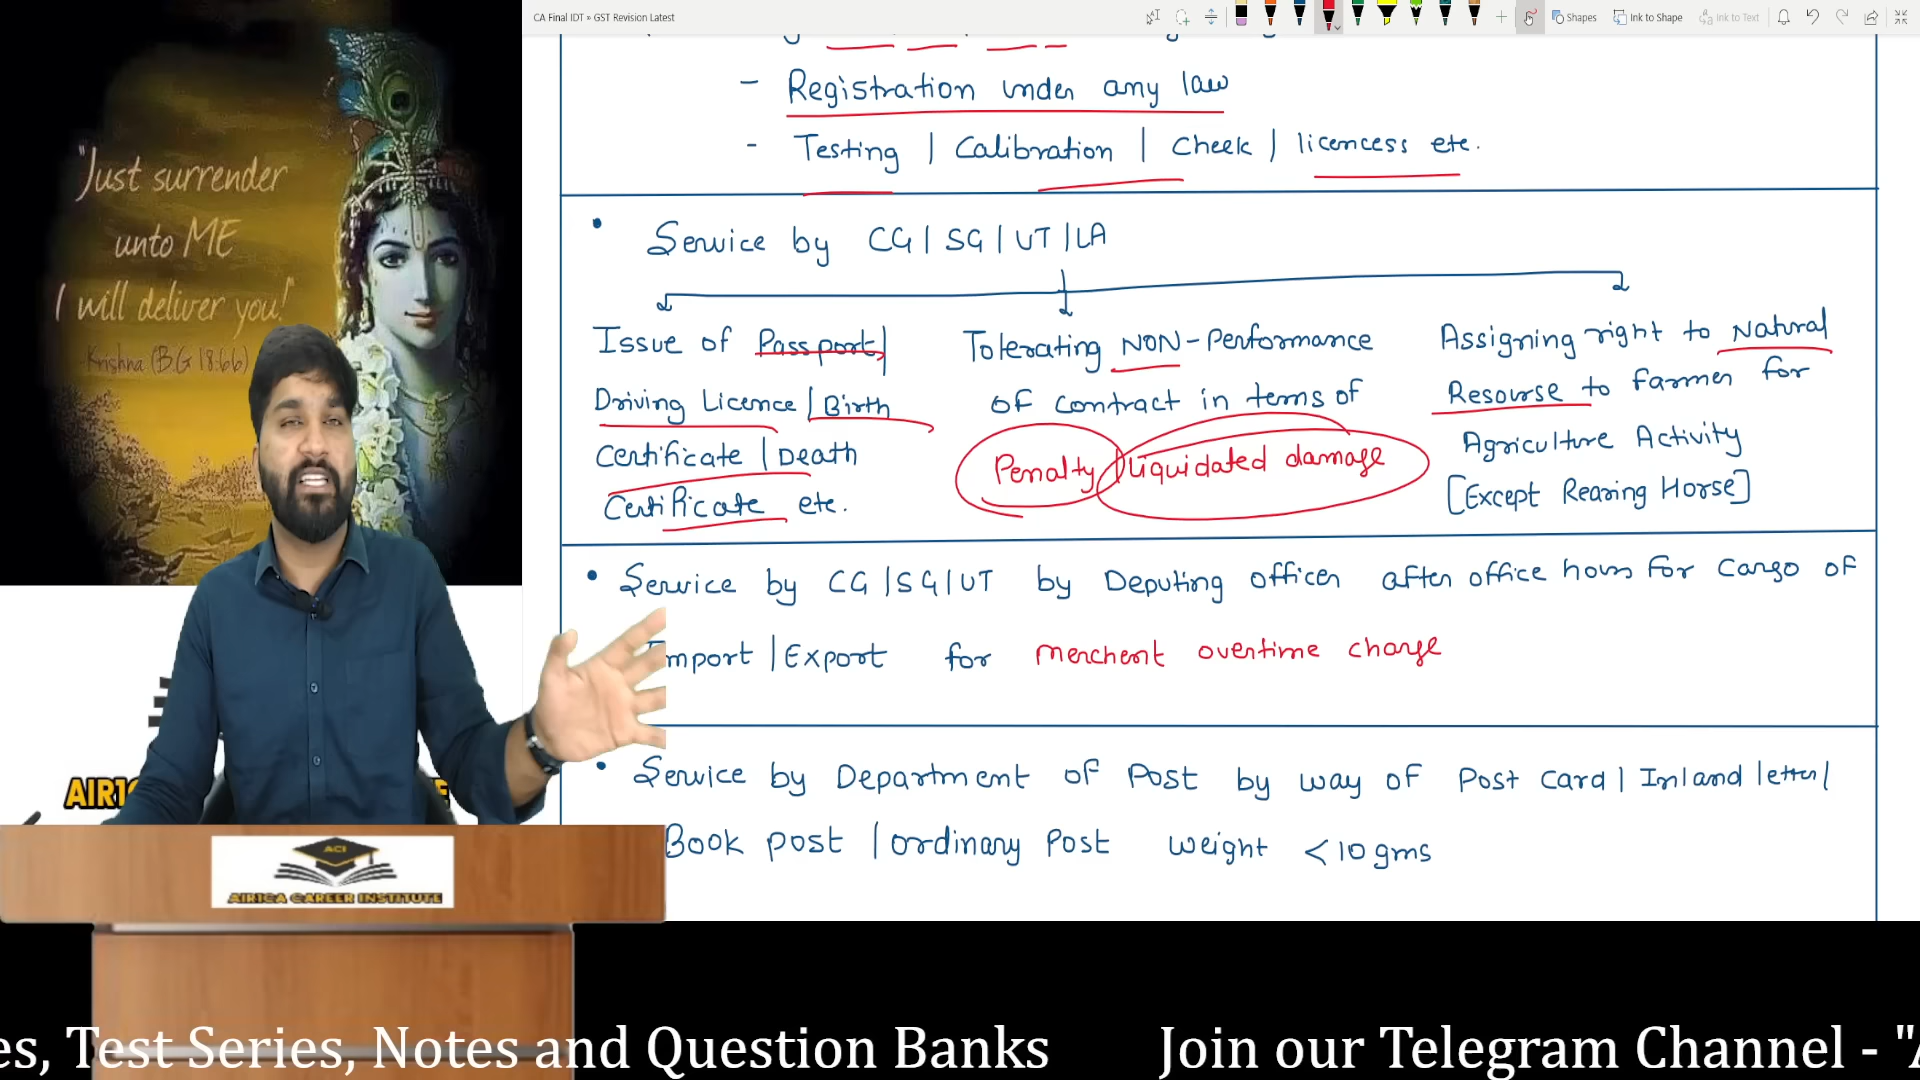 CA Final IDT » GST Revision Latest
Shapes
Ink to Shape
Ink to Text
- Registration under any law
- Testing | Calibration | Check | licencess etc.
• Service by CG | SG | UT | LA
Issue of Passport |
Driving Licence | Birth
Certificate | Death
Certificate etc.
Tolerating NON-Performance
of contract in terms of
Penalty | liquidated damage
Assigning right to Natural
Resourse to farmer for
Agriculture Activity
[Except Rearing Horse]
• Service by CG | SG | UT by Deputing officer after office hours for cargo of
Import | Export for merchent overtime charge
• Service by Department of Post by way of Post card | Inland letter |
Book post | ordinary Post weight < 10 gms
"Just surrender
unto ME
I will deliver you!"
Krishna (B.G 18:66)
AIR1C
ACI
AIR1CA CAREER INSTITUTE
es, Test Series, Notes and Question Banks Join our Telegram Channel - "A